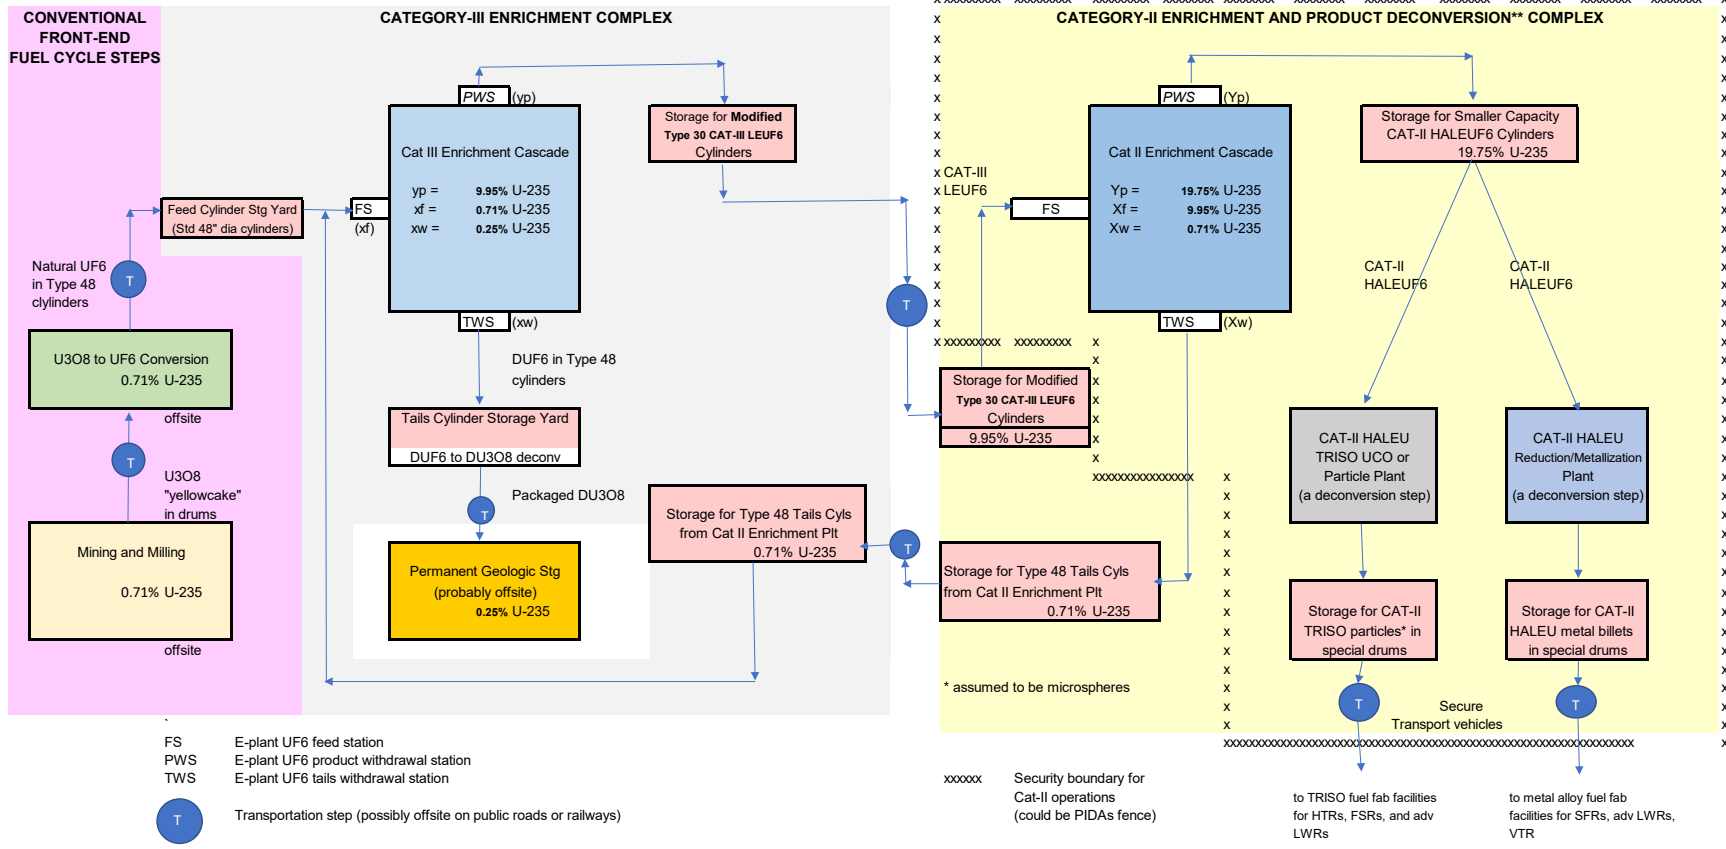 CONVENTIONAL
FRONT-END
FUEL CYCLE STEPS
Natural UF6
in Type 48
clylinders
T
U3O8 to UF6 Conversion
0.71% U-235
offsite
T
U3O8
"yellowcake"
in drums
Mining and Milling
0.71% U-235
offsite
CATEGORY-III ENRICHMENT COMPLEX
Feed Cylinder Stg Yard
(Std 48" dia cylinders)
FS
(xf)
PWS (yp)
Cat III Enrichment Cascade
yp = 9.95% U-235
xf = 0.71% U-235
xw = 0.25% U-235
TWS (xw)
DUF6 in Type 48
cylinders
Tails Cylinder Storage Yard
DUF6 to DU3O8 deconv
Packaged DU3O8
T
Permanent Geologic Stg
(probably offsite)
0.25% U-235
Storage for Modified
Type 30 CAT-III LEUF6
Cylinders
T
Storage for Type 48 Tails Cyls
from Cat II Enrichment Plt
0.71% U-235
T
xxxxxxxxx xxxxxxxxx xxxxxxxxx xxxxxxxxx xxxxxxxxx
CATEGORY-II ENRICHMENT AND PRODUCT DECONVERSION** COMPLEX
CAT-III
LEUF6
FS
PWS (Yp)
Cat II Enrichment Cascade
Yp = 19.75% U-235
Xf = 9.95% U-235
Xw = 0.71% U-235
TWS (Xw)
xxxxxxxxx xxxxxxxxx x
Storage for Modified
Type 30 CAT-III LEUF6
Cylinders
9.95% U-235
xxxxxxxxxxxxxxxx
Storage for Type 48 Tails Cyls
from Cat II Enrichment Plt
0.71% U-235
* assumed to be microspheres
Storage for Smaller Capacity
CAT-II HALEUF6 Cylinders
19.75% U-235
CAT-II
HALEUF6
CAT-II
HALEUF6
CAT-II HALEU
TRISO UCO or
Particle Plant
(a deconversion step)
CAT-II HALEU
Reduction/Metallization
Plant
(a deconversion step)
Storage for CAT-II
TRISO particles* in
special drums
Storage for CAT-II
HALEU metal billets
in special drums
T
T
Secure
Transport vehicles
to TRISO fuel fab facilities
for HTRs, FSRs, and adv
LWRs
to metal alloy fuel fab
facilities for SFRs, adv LWRs,
VTR
FS E-plant UF6 feed station
PWS E-plant UF6 product withdrawal station
TWS E-plant UF6 tails withdrawal station
T Transportation step (possibly offsite on public roads or railways)
xxxxxx Security boundary for
Cat-II operations
(could be PIDAs fence)